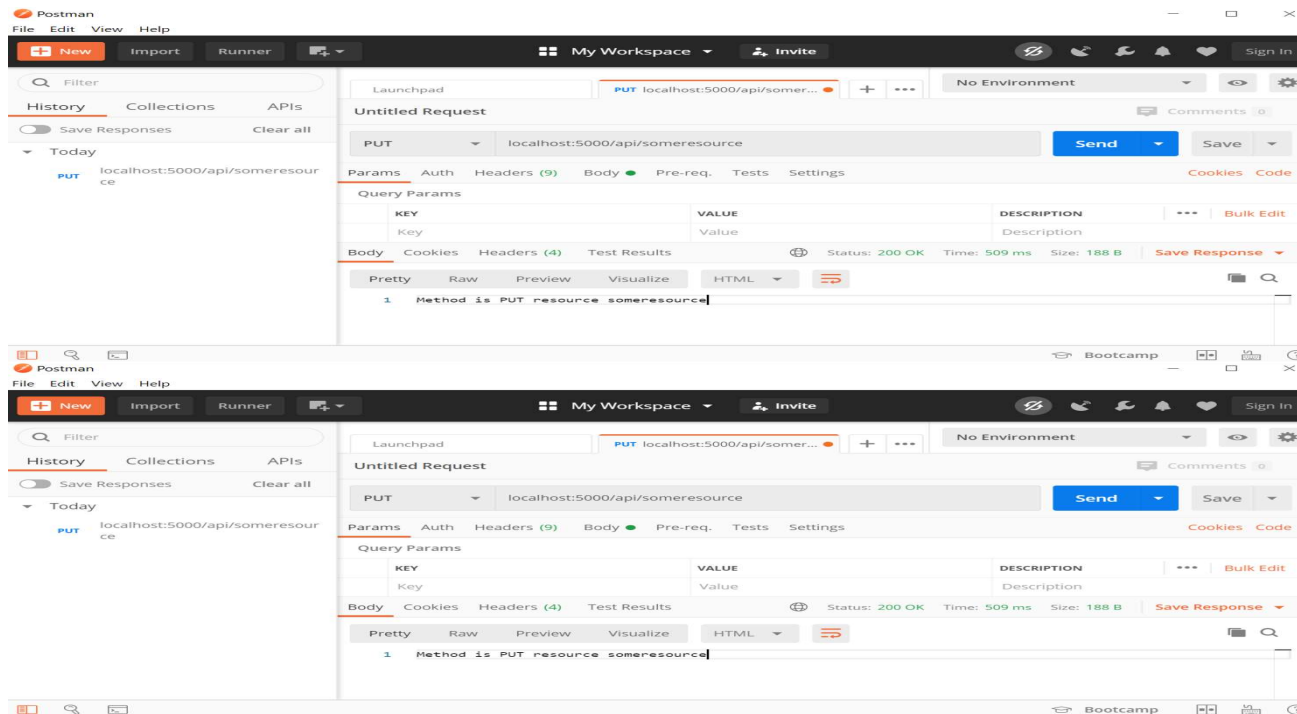 Postman
File Edit View Help
New Import Runner My Workspace Invite Sign In
Filter
Launchpad PUT localhost:5000/api/somer... No Environment
History Collections APIs
Untitled Request Comments 0
Save Responses Clear all
PUT localhost:5000/api/someresource Send Save
Today
PUT localhost:5000/api/someresour
ce
Params Auth Headers (9) Body Pre-req. Tests Settings Cookies Code
Query Params
KEY VALUE DESCRIPTION Bulk Edit
Key Value Description
Body Cookies Headers (4) Test Results Status: 200 OK Time: 509 ms Size: 188 B Save Response
Pretty Raw Preview Visualize HTML
1 Method is PUT resource someresource
Bootcamp
Postman
File Edit View Help
New Import Runner My Workspace Invite Sign In
Filter
Launchpad PUT localhost:5000/api/somer... No Environment
History Collections APIs
Untitled Request Comments 0
Save Responses Clear all
PUT localhost:5000/api/someresource Send Save
Today
PUT localhost:5000/api/someresour
ce
Params Auth Headers (9) Body Pre-req. Tests Settings Cookies Code
Query Params
KEY VALUE DESCRIPTION Bulk Edit
Key Value Description
Body Cookies Headers (4) Test Results Status: 200 OK Time: 509 ms Size: 188 B Save Response
Pretty Raw Preview Visualize HTML
1 Method is PUT resource someresource
Bootcamp